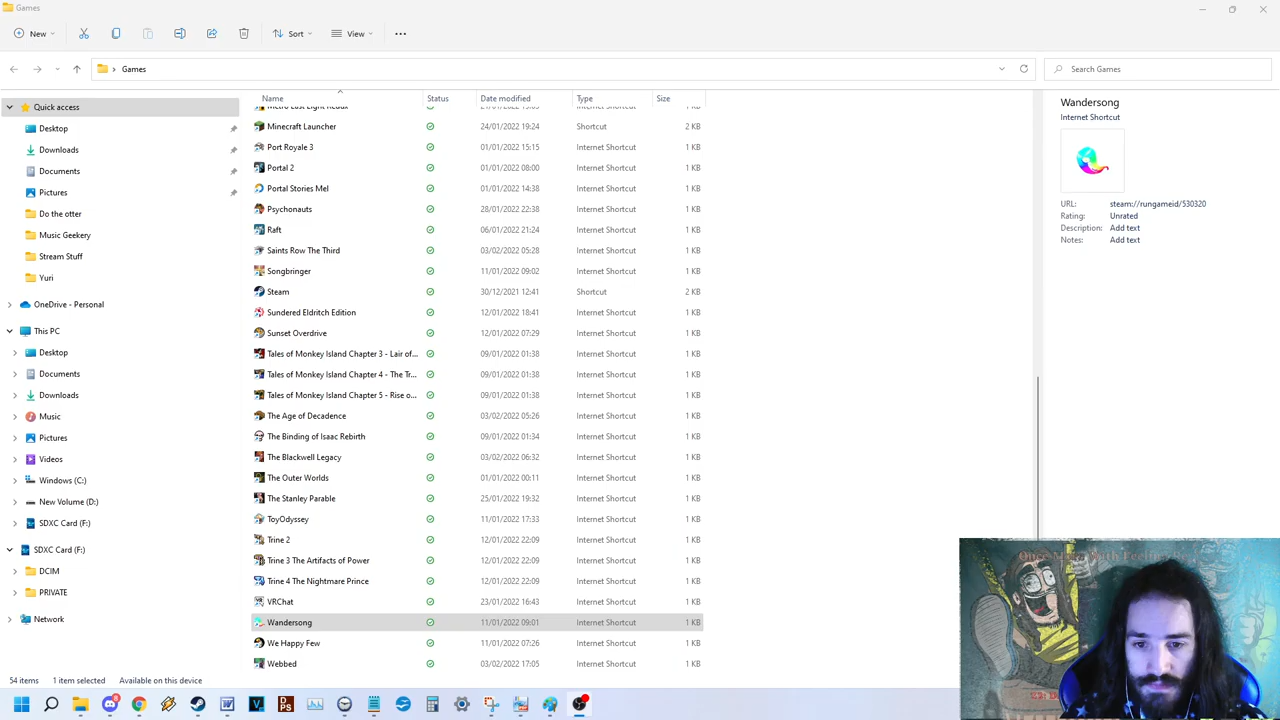 Games
New Sort View
Games Search Games
Name Status Date modified Type Size
Quick access
Desktop
Downloads
Documents
Pictures
Do the otter
Music Geekery
Stream Stuff
Yuri
OneDrive - Personal
This PC
Desktop
Documents
Downloads
Music
Pictures
Videos
Windows (C:)
New Volume (D:)
SDXC Card (F:)
SDXC Card (F:)
DCIM
PRIVATE
Network
Minecraft Launcher 24/01/2022 19:24 Shortcut 2 KB
Port Royale 3 01/01/2022 15:15 Internet Shortcut 1 KB
Portal 2 01/01/2022 08:00 Internet Shortcut 1 KB
Portal Stories Mel 01/01/2022 14:38 Internet Shortcut 1 KB
Psychonauts 28/01/2022 22:38 Internet Shortcut 1 KB
Raft 06/01/2022 21:24 Internet Shortcut 1 KB
Saints Row The Third 03/02/2022 05:28 Internet Shortcut 1 KB
Songbringer 11/01/2022 09:02 Internet Shortcut 1 KB
Steam 30/12/2021 12:41 Shortcut 2 KB
Sundered Eldritch Edition 12/01/2022 18:41 Internet Shortcut 1 KB
Sunset Overdrive 12/01/2022 07:29 Internet Shortcut 1 KB
Tales of Monkey Island Chapter 3 - Lair of... 09/01/2022 01:38 Internet Shortcut 1 KB
Tales of Monkey Island Chapter 4 - The Tr... 09/01/2022 01:38 Internet Shortcut 1 KB
Tales of Monkey Island Chapter 5 - Rise o... 09/01/2022 01:38 Internet Shortcut 1 KB
The Age of Decadence 03/02/2022 05:26 Internet Shortcut 1 KB
The Binding of Isaac Rebirth 09/01/2022 01:34 Internet Shortcut 1 KB
The Blackwell Legacy 03/02/2022 06:32 Internet Shortcut 1 KB
The Outer Worlds 01/01/2022 00:11 Internet Shortcut 1 KB
The Stanley Parable 25/01/2022 19:32 Internet Shortcut 1 KB
ToyOdyssey 11/01/2022 17:33 Internet Shortcut 1 KB
Trine 2 12/01/2022 22:09 Internet Shortcut 1 KB
Trine 3 The Artifacts of Power 12/01/2022 22:09 Internet Shortcut 1 KB
Trine 4 The Nightmare Prince 12/01/2022 22:09 Internet Shortcut 1 KB
VRChat 23/01/2022 16:43 Internet Shortcut 1 KB
Wandersong 11/01/2022 09:01 Internet Shortcut 1 KB
We Happy Few 11/01/2022 07:26 Internet Shortcut 1 KB
Webbed 03/02/2022 17:05 Internet Shortcut 1 KB
Wandersong
Internet Shortcut
URL: steam://rungameid/530320
Rating: Unrated
Description: Add text
Notes: Add text
Once More With Feeling
54 items 1 item selected Available on this device